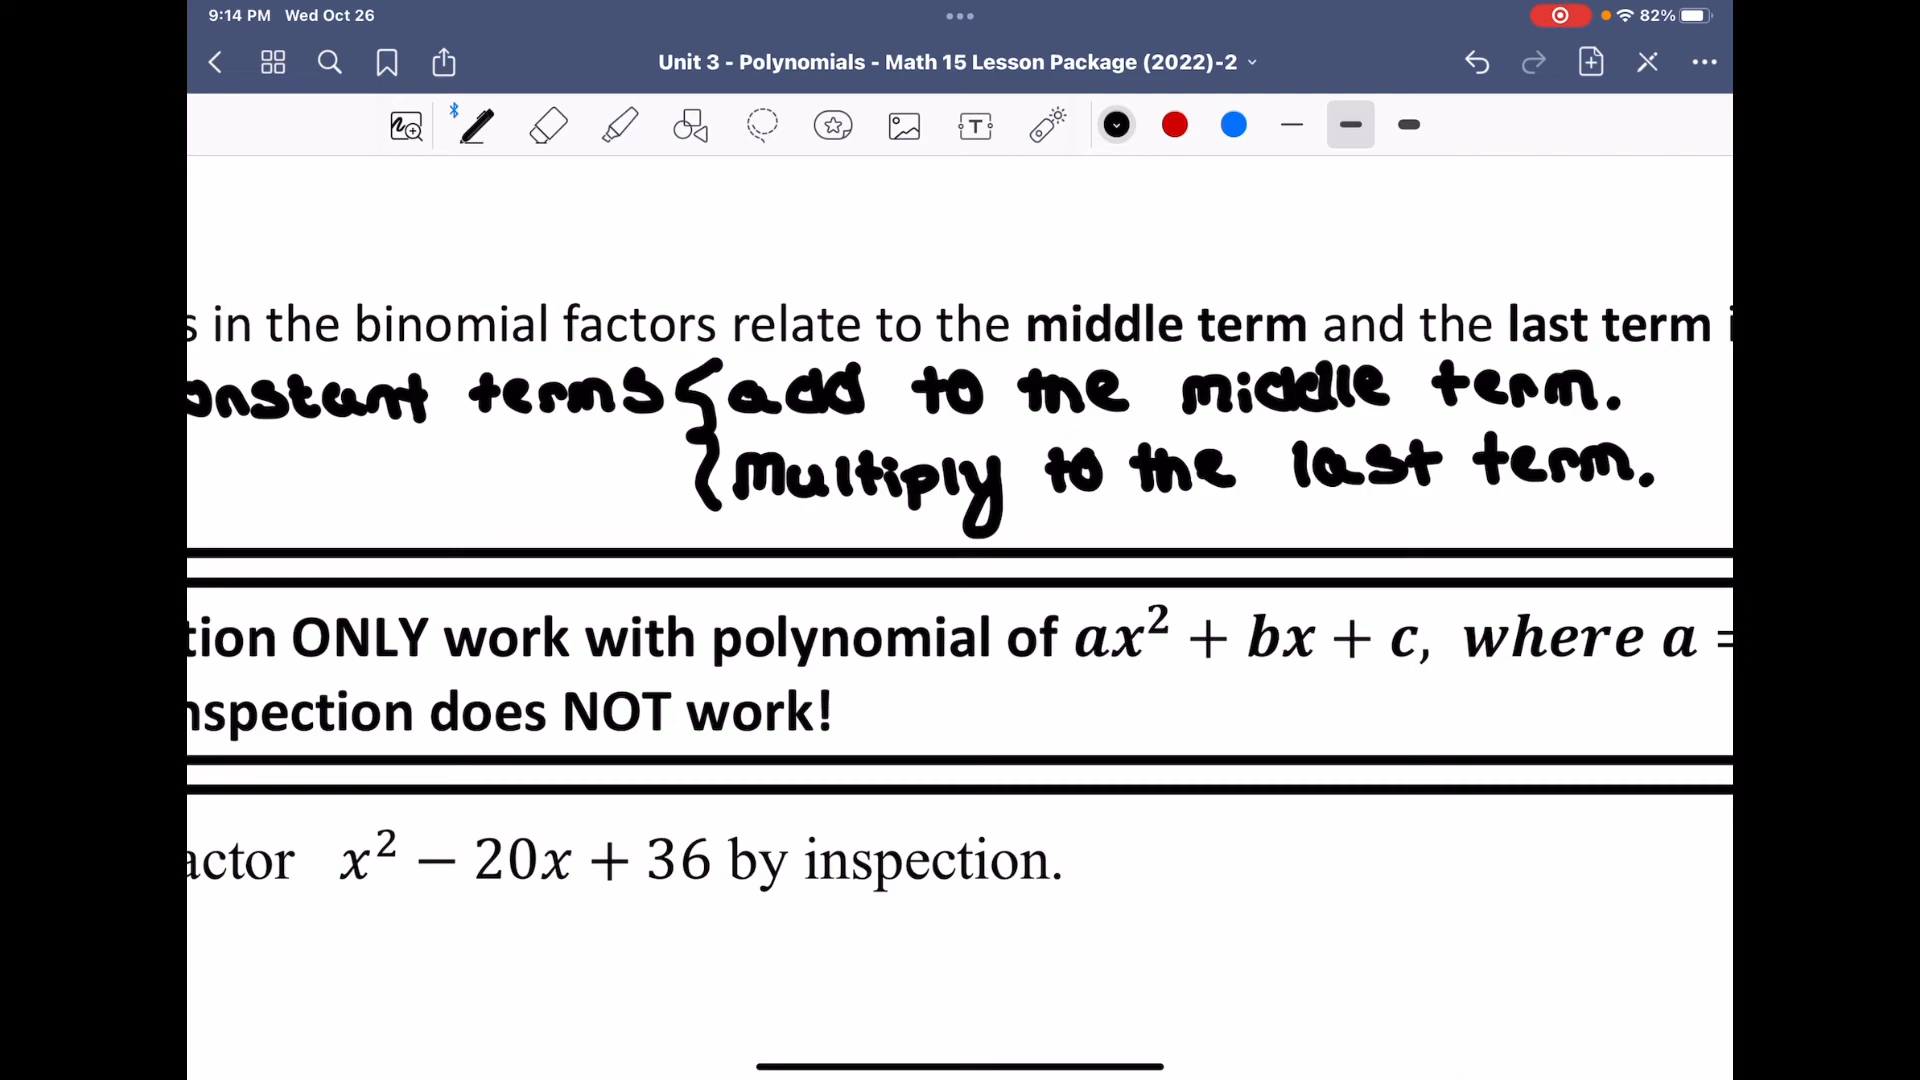 9:14 PM Wed Oct 26
82%
Unit 3 - Polynomials - Math 15 Lesson Package (2022)-2
s in the binomial factors relate to the middle term and the last term i
onstant terms { add to the middle term.
{ multiply to the last term.
tion ONLY work with polynomial of ax² + bx + c, where a =
nspection does NOT work!
actor x² − 20x + 36 by inspection.